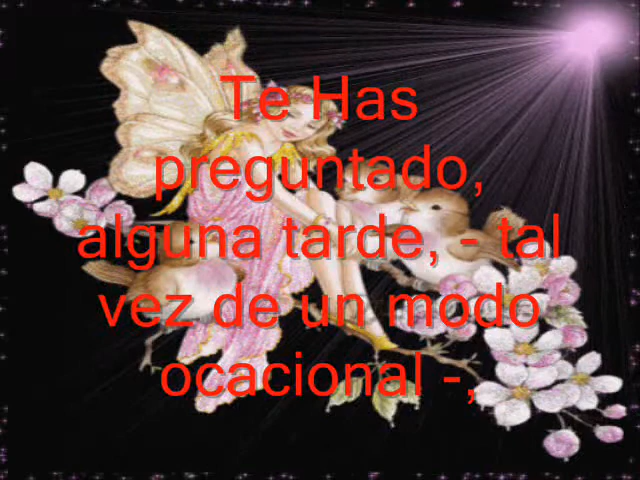 Te Has
preguntado,
alguna tarde, - tal
vez de un modo
ocacional -,